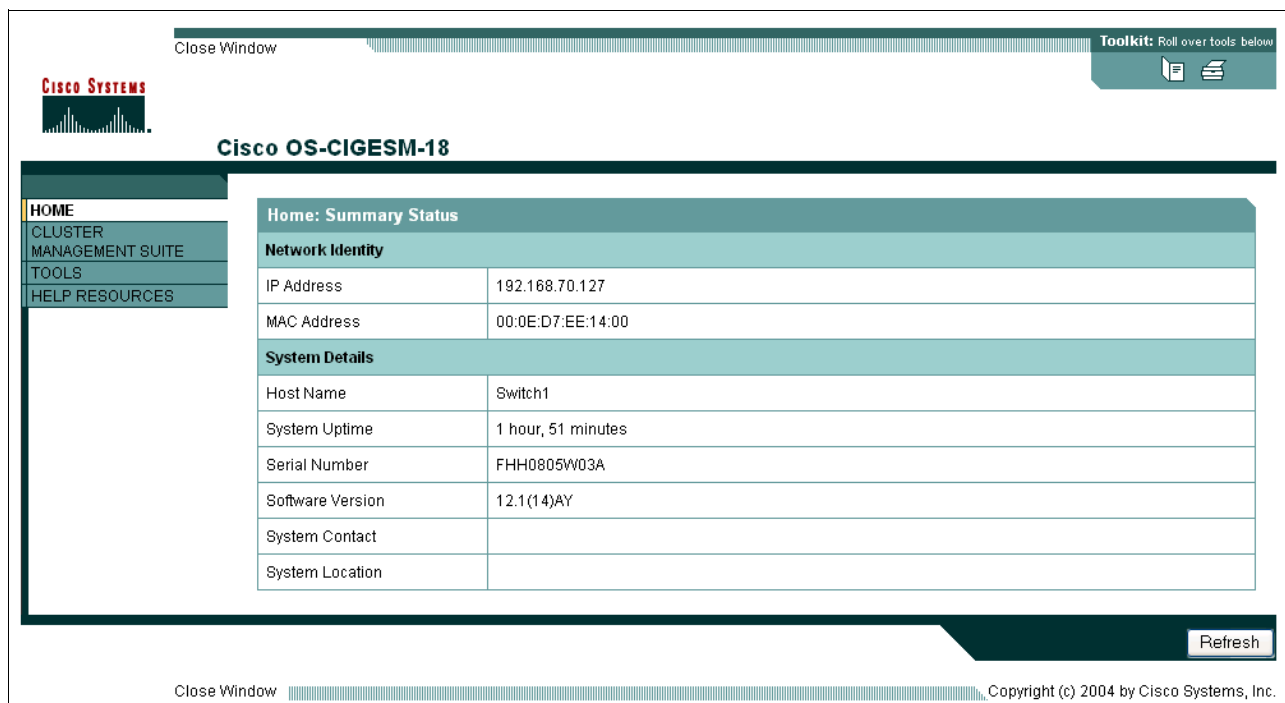 Close Window
Toolkit: Roll over tools below
CISCO SYSTEMS
Cisco OS-CIGESM-18
HOME
CLUSTER
MANAGEMENT SUITE
TOOLS
HELP RESOURCES
Home: Summary Status
Network Identity
IP Address 192.168.70.127
MAC Address 00:0E:D7:EE:14:00
System Details
Host Name Switch1
System Uptime 1 hour, 51 minutes
Serial Number FHH0805W03A
Software Version 12.1(14)AY
System Contact
System Location
Refresh
Close Window
Copyright (c) 2004 by Cisco Systems, Inc.